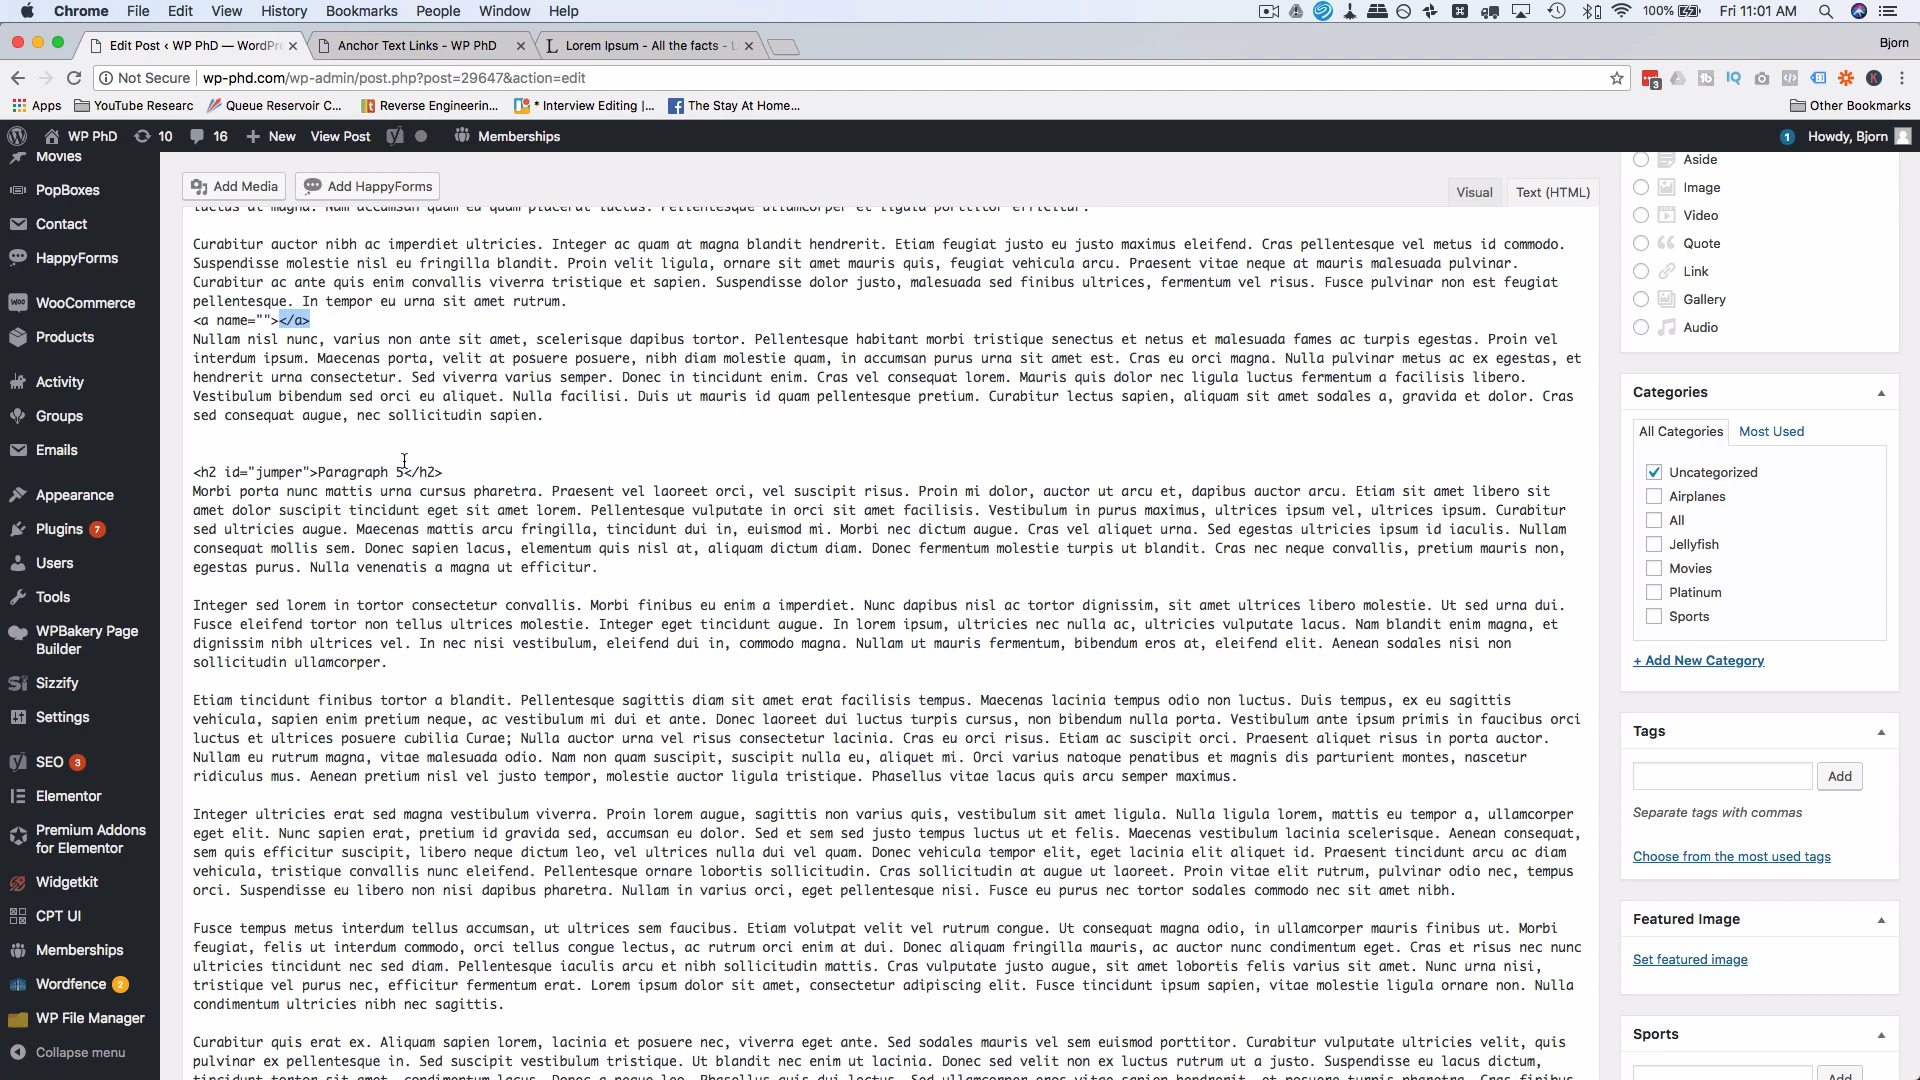 Chrome File Edit View History Bookmarks People Window Help
100% Fri 11:01 AM
Edit Post ‹ WP PhD — WordPre
Anchor Text Links - WP PhD
Lorem Ipsum - All the facts - L
Bjorn
Not Secure wp-phd.com/wp-admin/post.php?post=29647&action=edit
3
Apps YouTube Researc Queue Reservoir C... Reverse Engineerin... * Interview Editing |... The Stay At Home... Other Bookmarks
WP PhD 10 16 New View Post Memberships 1 Howdy, Bjorn
Movies
PopBoxes
Contact
HappyForms
WooCommerce
Products
Activity
Groups
Emails
Appearance
Plugins 7
Users
Tools
WPBakery Page
Builder
Sizzify
Settings
SEO 3
Elementor
Premium Addons
for Elementor
Widgetkit
CPT UI
Memberships
Wordfence 2
WP File Manager
Collapse menu
Add Media Add HappyForms
Visual Text (HTML)
luctus at magna. Nam accumsan quam eu quam placerat luctus. Pellentesque ullamcorper et ligula porttitor efficitur.
Curabitur auctor nibh ac imperdiet ultricies. Integer ac quam at magna blandit hendrerit. Etiam feugiat justo eu justo maximus eleifend. Cras pellentesque vel metus id commodo.
Suspendisse molestie nisl eu fringilla blandit. Proin velit ligula, ornare sit amet mauris quis, feugiat vehicula arcu. Praesent vitae neque at mauris malesuada pulvinar.
Curabitur ac ante quis enim convallis viverra tristique et sapien. Suspendisse dolor justo, malesuada sed finibus ultrices, fermentum vel risus. Fusce pulvinar non est feugiat
pellentesque. In tempor eu urna sit amet rutrum.
<a name=""></a>
Nullam nisl nunc, varius non ante sit amet, scelerisque dapibus tortor. Pellentesque habitant morbi tristique senectus et netus et malesuada fames ac turpis egestas. Proin vel
interdum ipsum. Maecenas porta, velit at posuere posuere, nibh diam molestie quam, in accumsan purus urna sit amet est. Cras eu orci magna. Nulla pulvinar metus ac ex egestas, et
hendrerit urna consectetur. Sed viverra varius semper. Donec in tincidunt enim. Cras vel consequat lorem. Mauris quis dolor nec ligula luctus fermentum a facilisis libero.
Vestibulum bibendum sed orci eu aliquet. Nulla facilisi. Duis ut mauris id quam pellentesque pretium. Curabitur lectus sapien, aliquam sit amet sodales a, gravida et dolor. Cras
sed consequat augue, nec sollicitudin sapien.
<h2 id="jumper">Paragraph 5</h2>
Morbi porta nunc mattis urna cursus pharetra. Praesent vel laoreet orci, vel suscipit risus. Proin mi dolor, auctor ut arcu et, dapibus auctor arcu. Etiam sit amet libero sit
amet dolor suscipit tincidunt eget sit amet lorem. Pellentesque vulputate in orci sit amet facilisis. Vestibulum in purus maximus, ultrices ipsum vel, ultrices ipsum. Curabitur
sed ultricies augue. Maecenas mattis arcu fringilla, tincidunt dui in, euismod mi. Morbi nec dictum augue. Cras vel aliquet urna. Sed egestas ultricies ipsum id iaculis. Nullam
consequat mollis sem. Donec sapien lacus, elementum quis nisl at, aliquam dictum diam. Donec fermentum molestie turpis ut blandit. Cras nec neque convallis, pretium mauris non,
egestas purus. Nulla venenatis a magna ut efficitur.
Integer sed lorem in tortor consectetur convallis. Morbi finibus eu enim a imperdiet. Nunc dapibus nisl ac tortor dignissim, sit amet ultrices libero molestie. Ut sed urna dui.
Fusce eleifend tortor non tellus ultrices molestie. Integer eget tincidunt augue. In lorem ipsum, ultricies nec nulla ac, ultricies vulputate lacus. Nam blandit enim magna, et
dignissim nibh ultrices vel. In nec nisi vestibulum, eleifend dui in, commodo magna. Nullam ut mauris fermentum, bibendum eros at, eleifend elit. Aenean sodales nisi non
sollicitudin ullamcorper.
Etiam tincidunt finibus tortor a blandit. Pellentesque sagittis diam sit amet erat facilisis tempus. Maecenas lacinia tempus odio non luctus. Duis tempus, ex eu sagittis
vehicula, sapien enim pretium neque, ac vestibulum mi dui et ante. Donec laoreet dui luctus turpis cursus, non bibendum nulla porta. Vestibulum ante ipsum primis in faucibus orci
luctus et ultrices posuere cubilia Curae; Nulla auctor urna vel risus consectetur lacinia. Cras eu orci risus. Etiam ac suscipit orci. Praesent aliquet risus in porta auctor.
Nullam eu rutrum magna, vitae malesuada odio. Nam non quam suscipit, suscipit nulla eu, aliquet mi. Orci varius natoque penatibus et magnis dis parturient montes, nascetur
ridiculus mus. Aenean pretium nisl vel justo tempor, molestie auctor ligula tristique. Phasellus vitae lacus quis arcu semper maximus.
Integer ultricies erat sed magna vestibulum viverra. Proin lorem augue, sagittis non varius quis, vestibulum sit amet ligula. Nulla ligula lorem, mattis eu tempor a, ullamcorper
eget elit. Nunc sapien erat, pretium id gravida sed, accumsan eu dolor. Sed et sem sed justo tempus luctus ut et felis. Maecenas vestibulum lacinia scelerisque. Aenean consequat,
sem quis efficitur suscipit, libero neque dictum leo, vel ultrices nulla dui vel quam. Donec vehicula tempor elit, eget lacinia elit aliquet id. Praesent tincidunt arcu ac diam
vehicula, tristique convallis nunc eleifend. Pellentesque ornare lobortis sollicitudin. Cras sollicitudin at augue ut laoreet. Proin vitae elit rutrum, pulvinar odio nec, tempus
orci. Suspendisse eu libero non nisi dapibus pharetra. Nullam in varius orci, eget pellentesque nisi. Fusce eu purus nec tortor sodales commodo nec sit amet nibh.
Fusce tempus metus interdum tellus accumsan, ut ultrices sem faucibus. Etiam volutpat velit vel rutrum congue. Ut consequat magna odio, in ullamcorper mauris finibus ut. Morbi
feugiat, felis ut interdum commodo, orci tellus congue lectus, ac rutrum orci enim at dui. Donec aliquam fringilla mauris, ac auctor nunc condimentum eget. Cras et risus nec nunc
ultricies tincidunt nec sed diam. Pellentesque iaculis arcu et nibh sollicitudin mattis. Cras vulputate justo augue, sit amet lobortis felis varius sit amet. Nunc urna nisi,
tristique vel purus nec, efficitur fermentum erat. Lorem ipsum dolor sit amet, consectetur adipiscing elit. Fusce tincidunt ipsum sapien, vitae molestie ligula ornare non. Nulla
condimentum ultricies nibh nec sagittis.
Curabitur quis erat ex. Aliquam sapien lorem, lacinia et posuere nec, viverra eget ante. Sed sodales mauris vel sem euismod porttitor. Curabitur vulputate ultricies velit, quis
pulvinar ex pellentesque in. Sed suscipit vestibulum tristique. Ut blandit nec enim ut lacinia. Donec sed velit non ex luctus rutrum ut a justo. Suspendisse eu lacus dictum,
Aside
Image
Video
Quote
Link
Gallery
Audio
Categories
All Categories Most Used
Uncategorized
Airplanes
All
Jellyfish
Movies
Platinum
Sports
+ Add New Category
Tags
Add
Separate tags with commas
Choose from the most used tags
Featured Image
Set featured image
Sports
Add